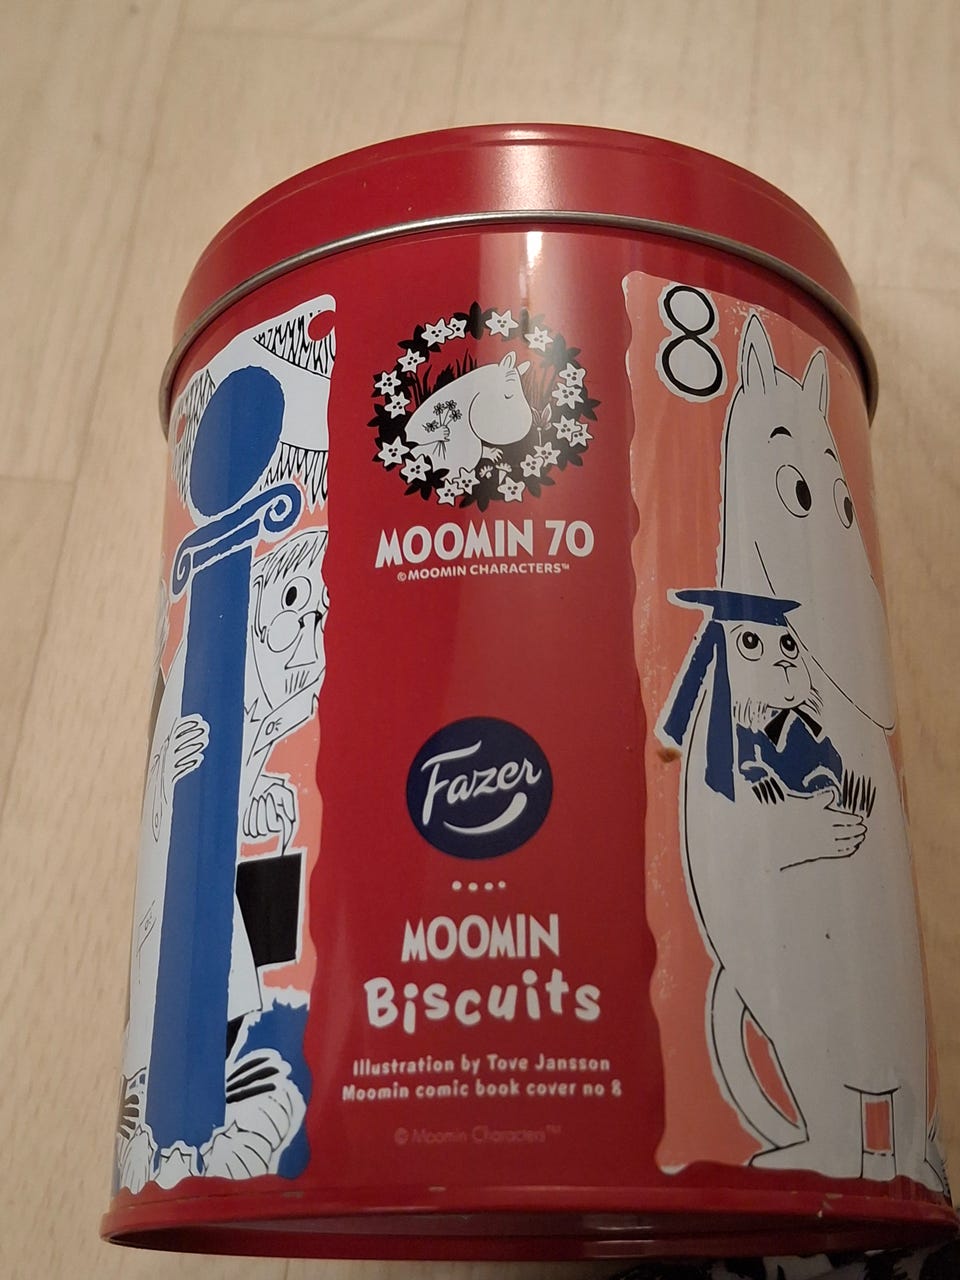 8
MOOMIN 70
©MOOMIN CHARACTERS™
Fazer
MOOMIN
Biscuits
Illustration by Tove Jansson
Moomin comic book cover no 8
© Moomin Characters™